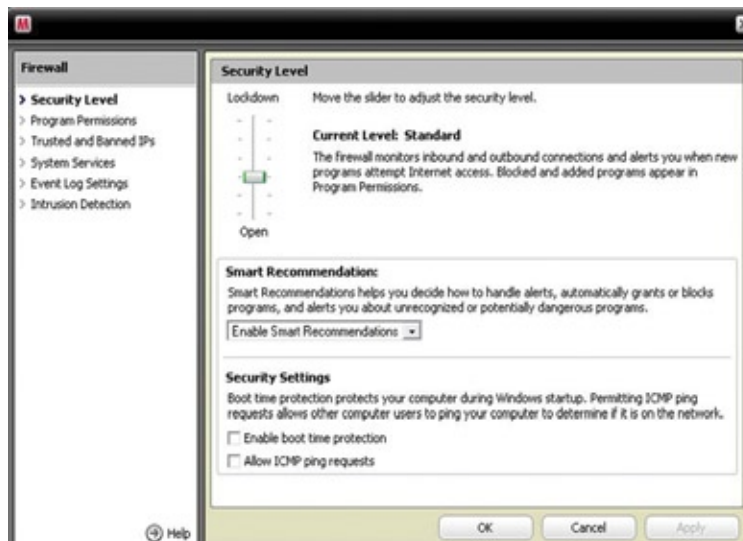 M
Firewall
Security Level
Program Permissions
Trusted and Banned IPs
System Services
Event Log Settings
Intrusion Detection
Help
Security Level
Lockdown
Move the slider to adjust the security level.
Current Level: Standard
The firewall monitors inbound and outbound connections and alerts you when new
programs attempt Internet access. Blocked and added programs appear in
Program Permissions.
Open
Smart Recommendation:
Smart Recommendations helps you decide how to handle alerts, automatically grants or blocks
programs, and alerts you about unrecognized or potentially dangerous programs.
Enable Smart Recommendations
Security Settings
Boot time protection protects your computer during Windows startup. Permitting ICMP ping
requests allows other computer users to ping your computer to determine if it is on the network.
Enable boot time protection
Allow ICMP ping requests
OK
Cancel
Apply